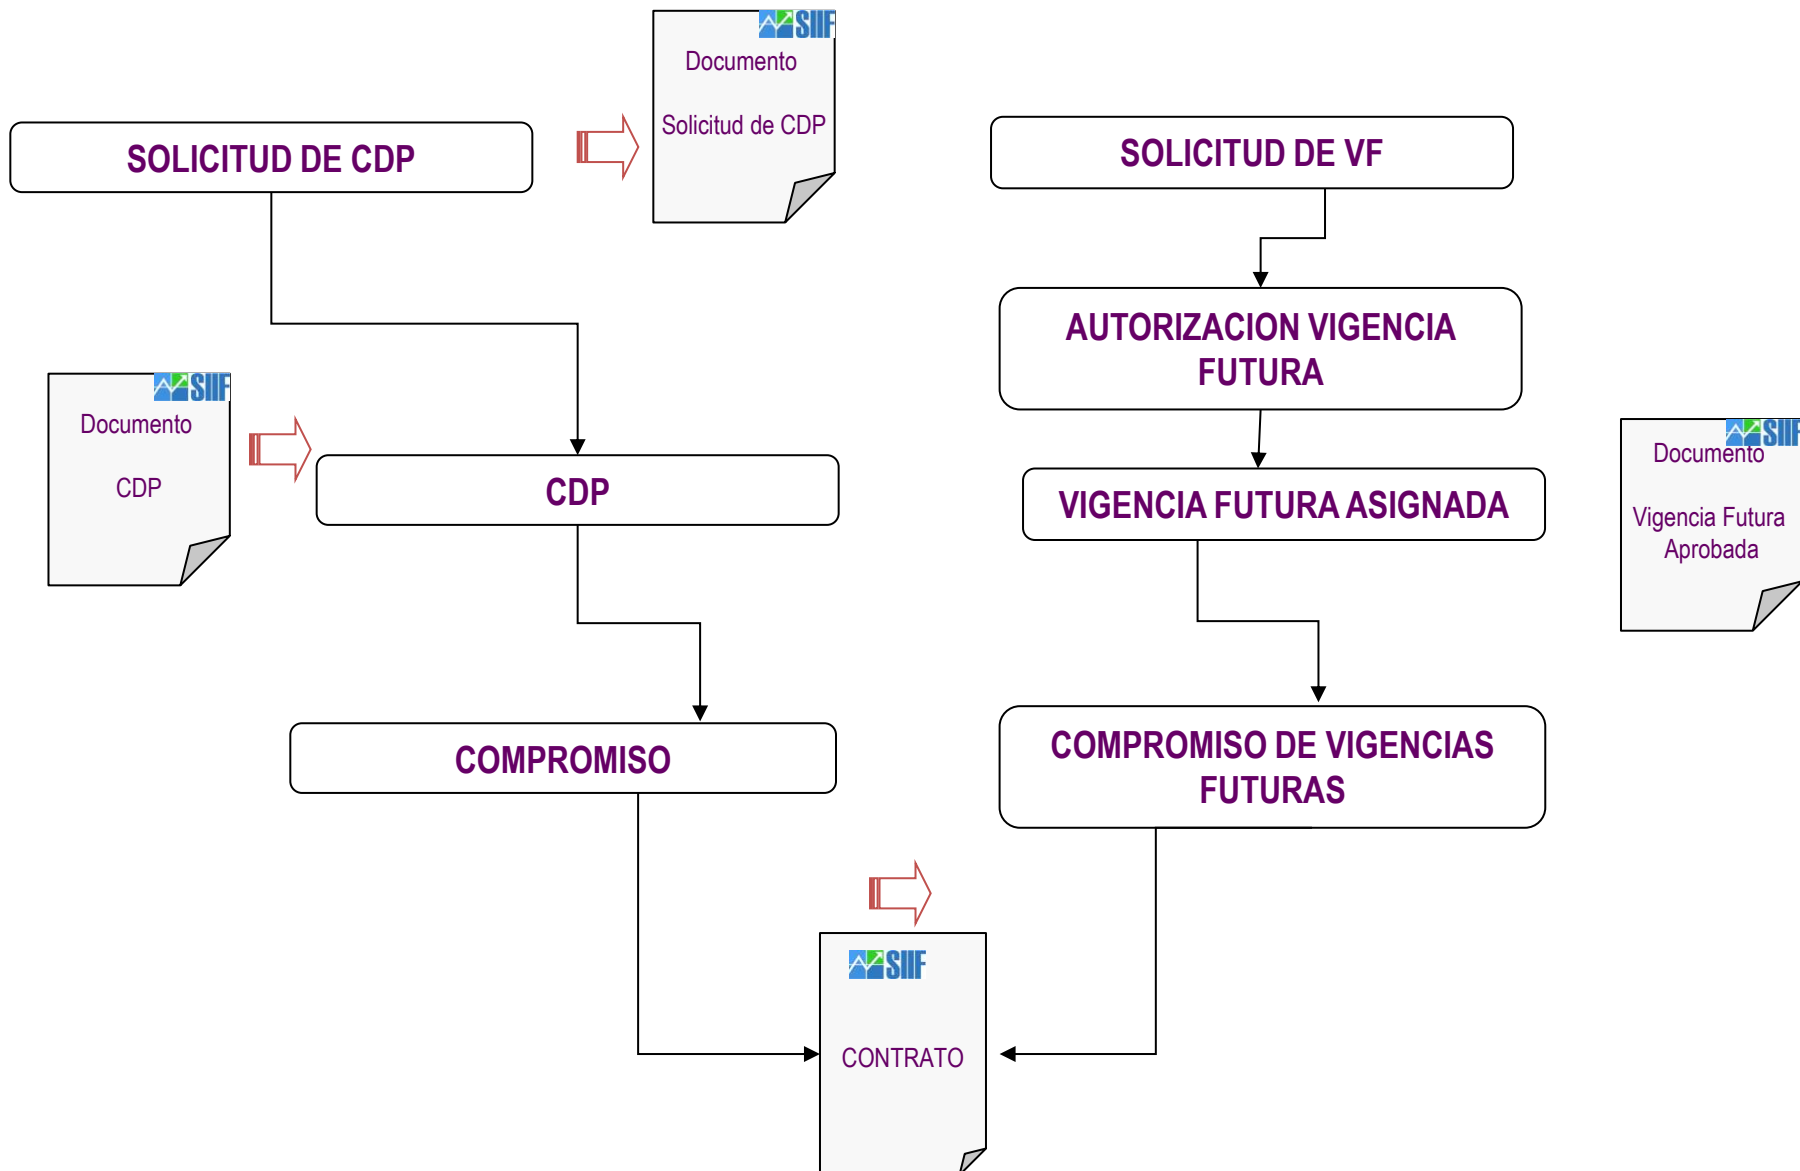 SIIF
Documento
Solicitud de CDP
SOLICITUD DE CDP
SOLICITUD DE VF
AUTORIZACION VIGENCIA
FUTURA
SIIF
Documento
CDP
CDP
VIGENCIA FUTURA ASIGNADA
SIIF
Documento
Vigencia Futura
Aprobada
COMPROMISO
COMPROMISO DE VIGENCIAS
FUTURAS
SIIF
CONTRATO